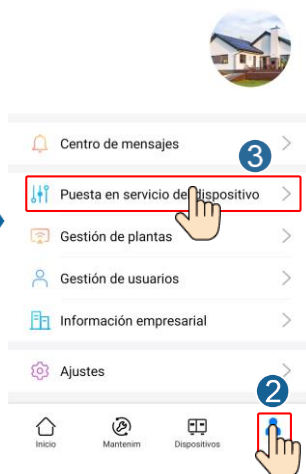 Centro de mensajes
3
Puesta en servicio del dispositivo
Gestión de plantas
Gestión de usuarios
Información empresarial
Ajustes
2
Inicio
Mantenim
Dispositivos